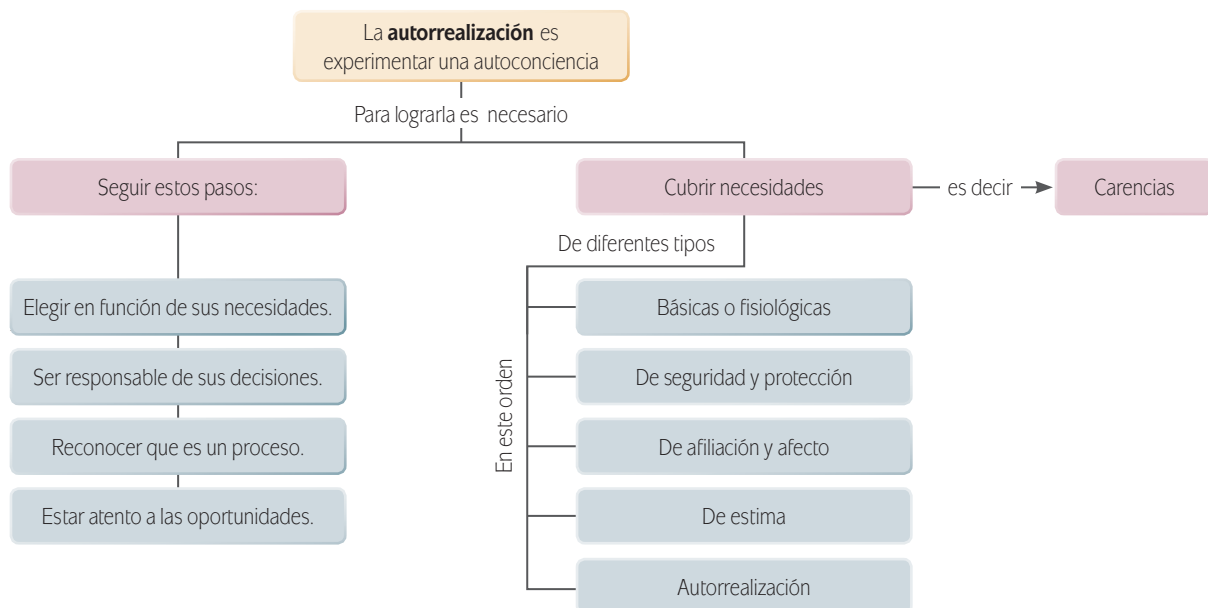 La autorrealización es
experimentar una autoconciencia
Para lograrla es necesario
Seguir estos pasos:
Elegir en función de sus necesidades.
Ser responsable de sus decisiones.
Reconocer que es un proceso.
Estar atento a las oportunidades.
Cubrir necesidades
es decir
Carencias
De diferentes tipos
En este orden
Básicas o fisiológicas
De seguridad y protección
De afiliación y afecto
De estima
Autorrealización